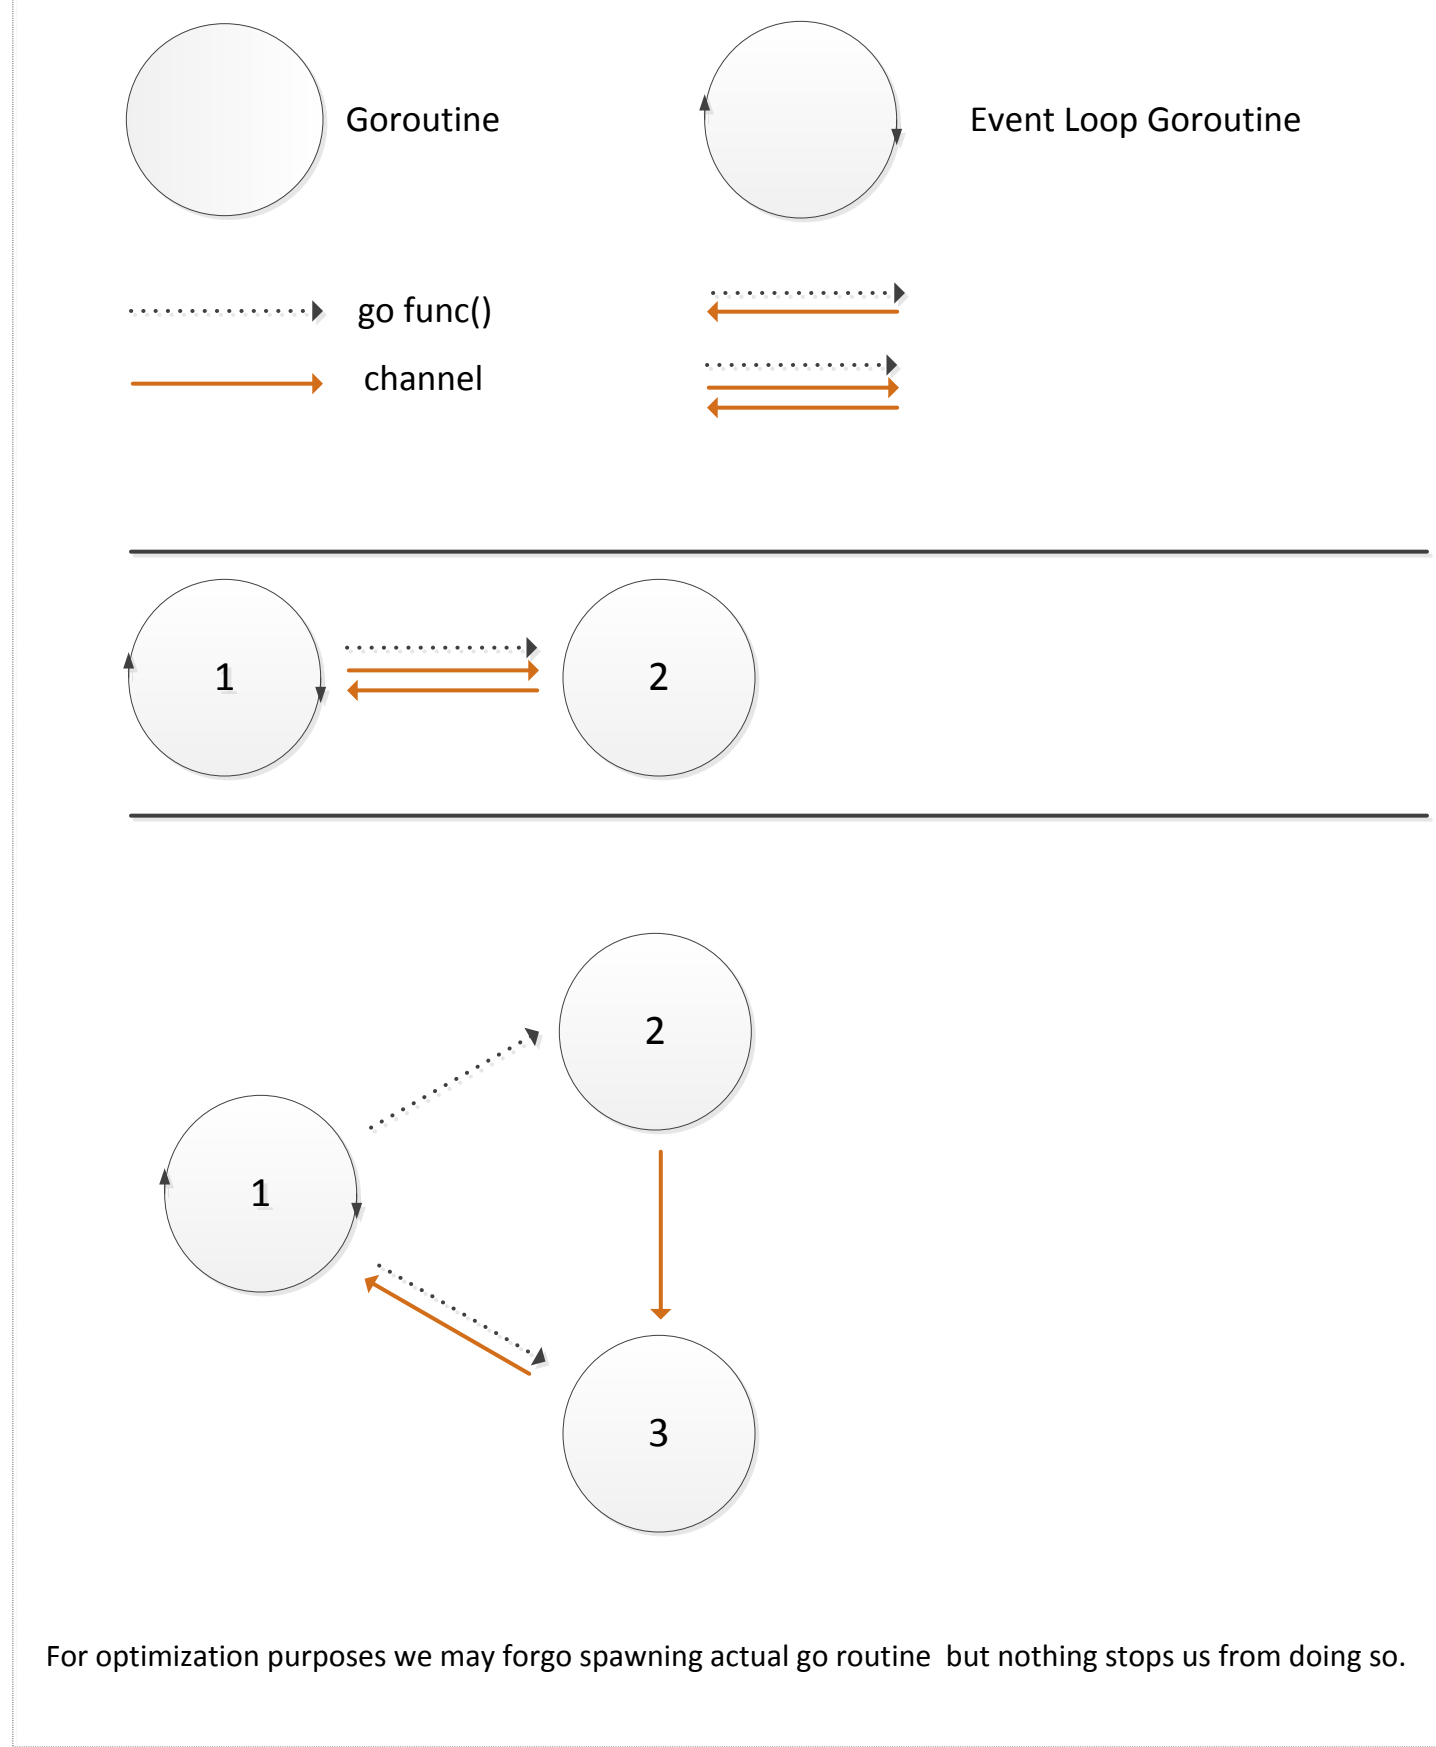 Goroutine
Event Loop Goroutine
go func()
channel
1
2
2
1
3
For optimization purposes we may forgo spawning actual go routine  but nothing stops us from doing so.